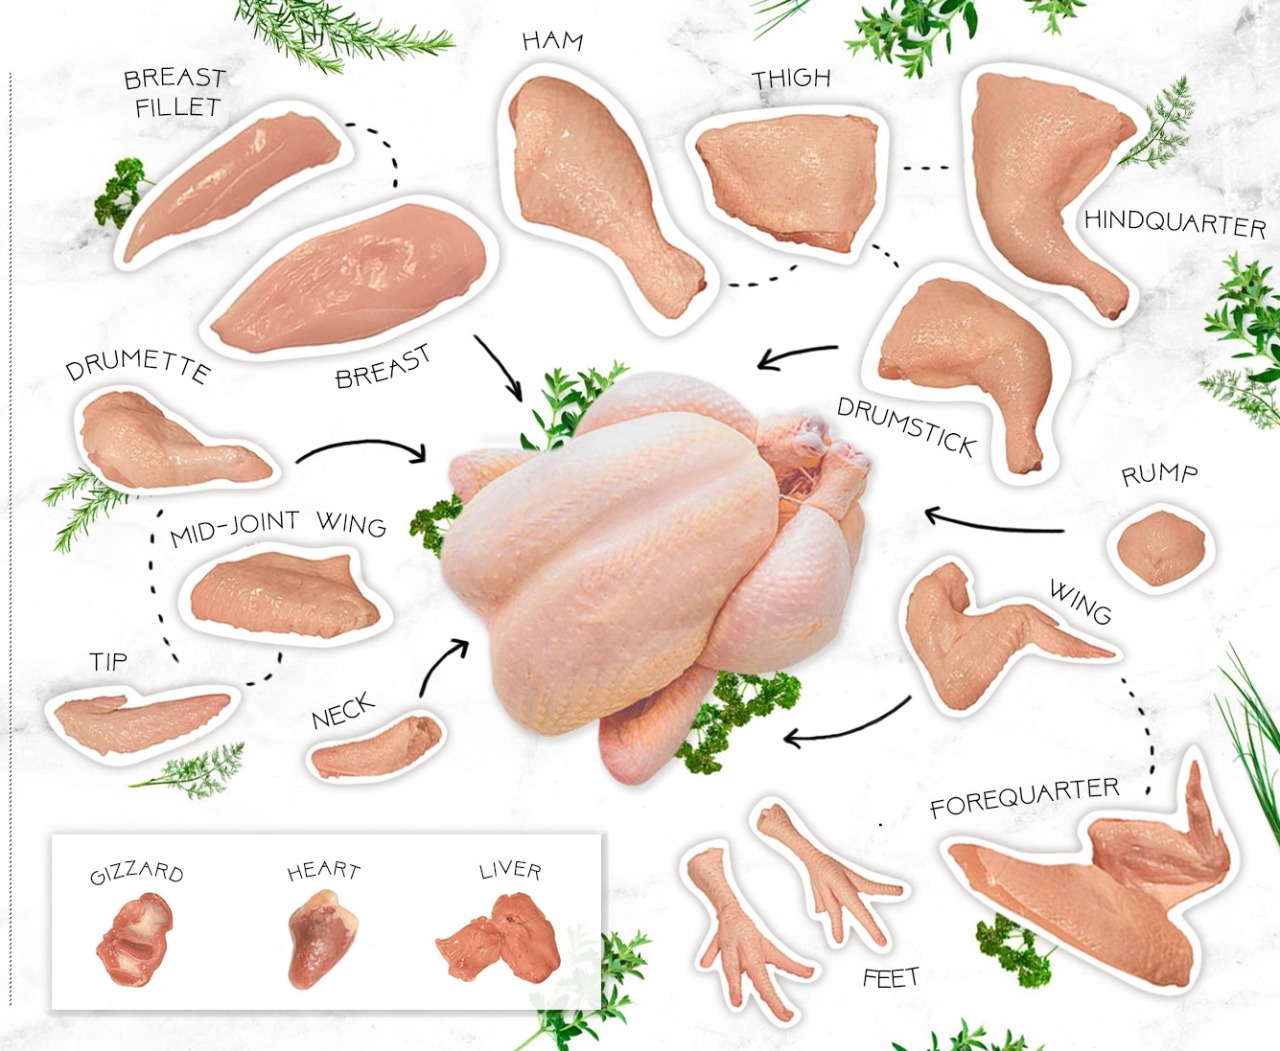 HAM
BREAST
FILLET
THIGH
HINDQUARTER
DRUMETTE
BREAST
DRUMSTICK
RUMP
MID-JOINT WING
WING
TIP
NECK
FOREQUARTER
GIZZARD
HEART
LIVER
FEET